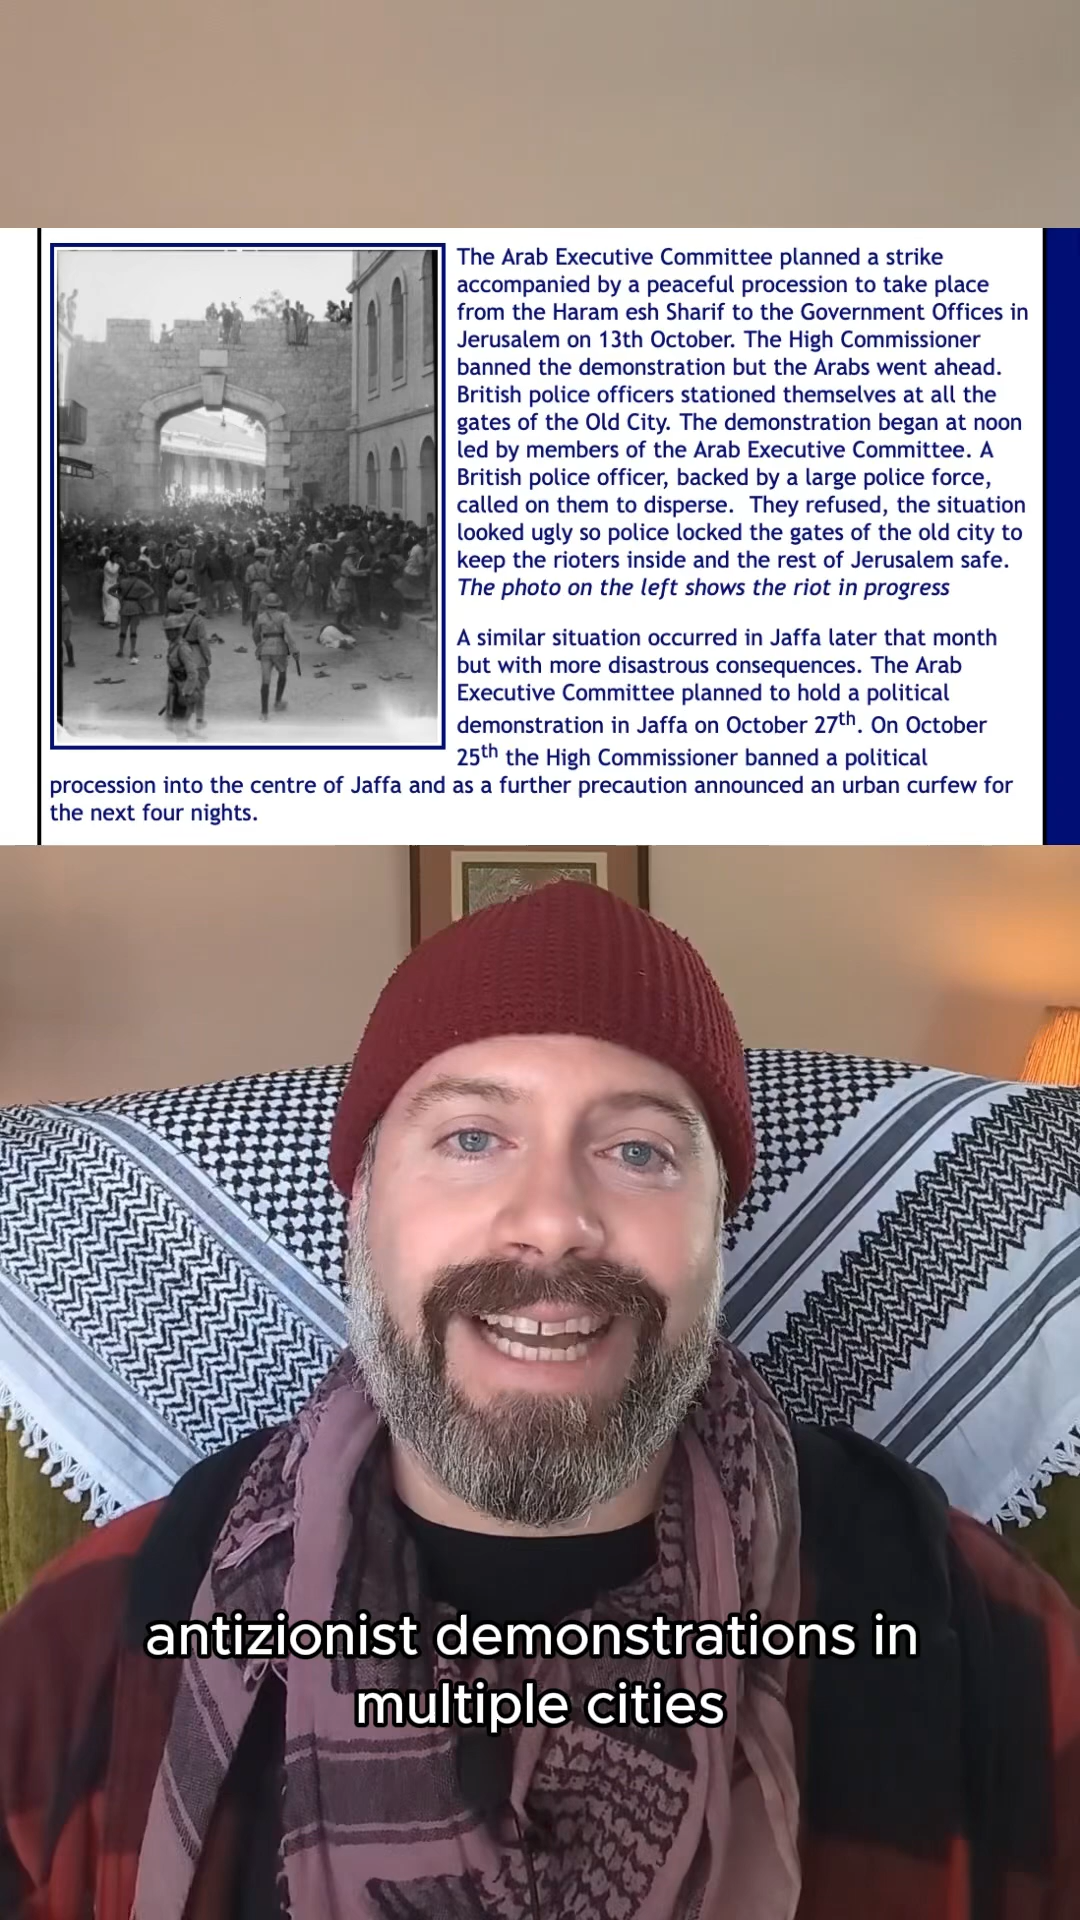 The Arab Executive Committee planned a strike
accompanied by a peaceful procession to take place
from the Haram esh Sharif to the Government Offices in
Jerusalem on 13th October. The High Commissioner
banned the demonstration but the Arabs went ahead.
British police officers stationed themselves at all the
gates of the Old City. The demonstration began at noon
led by members of the Arab Executive Committee. A
British police officer, backed by a large police force,
called on them to disperse.  They refused, the situation
looked ugly so police locked the gates of the old city to
keep the rioters inside and the rest of Jerusalem safe.
The photo on the left shows the riot in progress
A similar situation occurred in Jaffa later that month
but with more disastrous consequences. The Arab
Executive Committee planned to hold a political
demonstration in Jaffa on October 27th. On October
25th the High Commissioner banned a political
procession into the centre of Jaffa and as a further precaution announced an urban curfew for
the next four nights.
antizionist demonstrations in
multiple cities